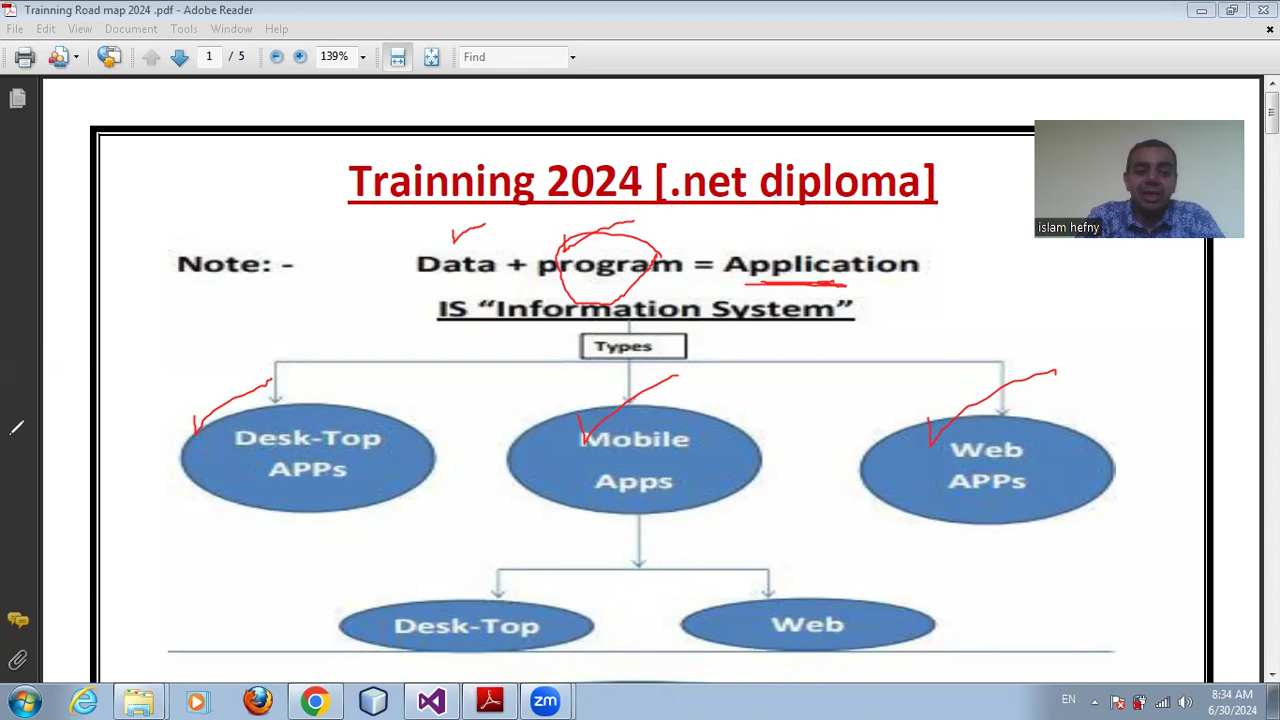 Trainning Road map 2024 .pdf - Adobe Reader
File Edit View Document Tools Window Help
1 / 5 139% Find
Trainning 2024 [.net diploma]
islam hefny
Note: - Data + program = Application
IS “Information System”
Types
Desk-Top
APPs
Mobile
Apps
Web
APPs
Desk-Top Web
zm
EN
8:34 AM
6/30/2024